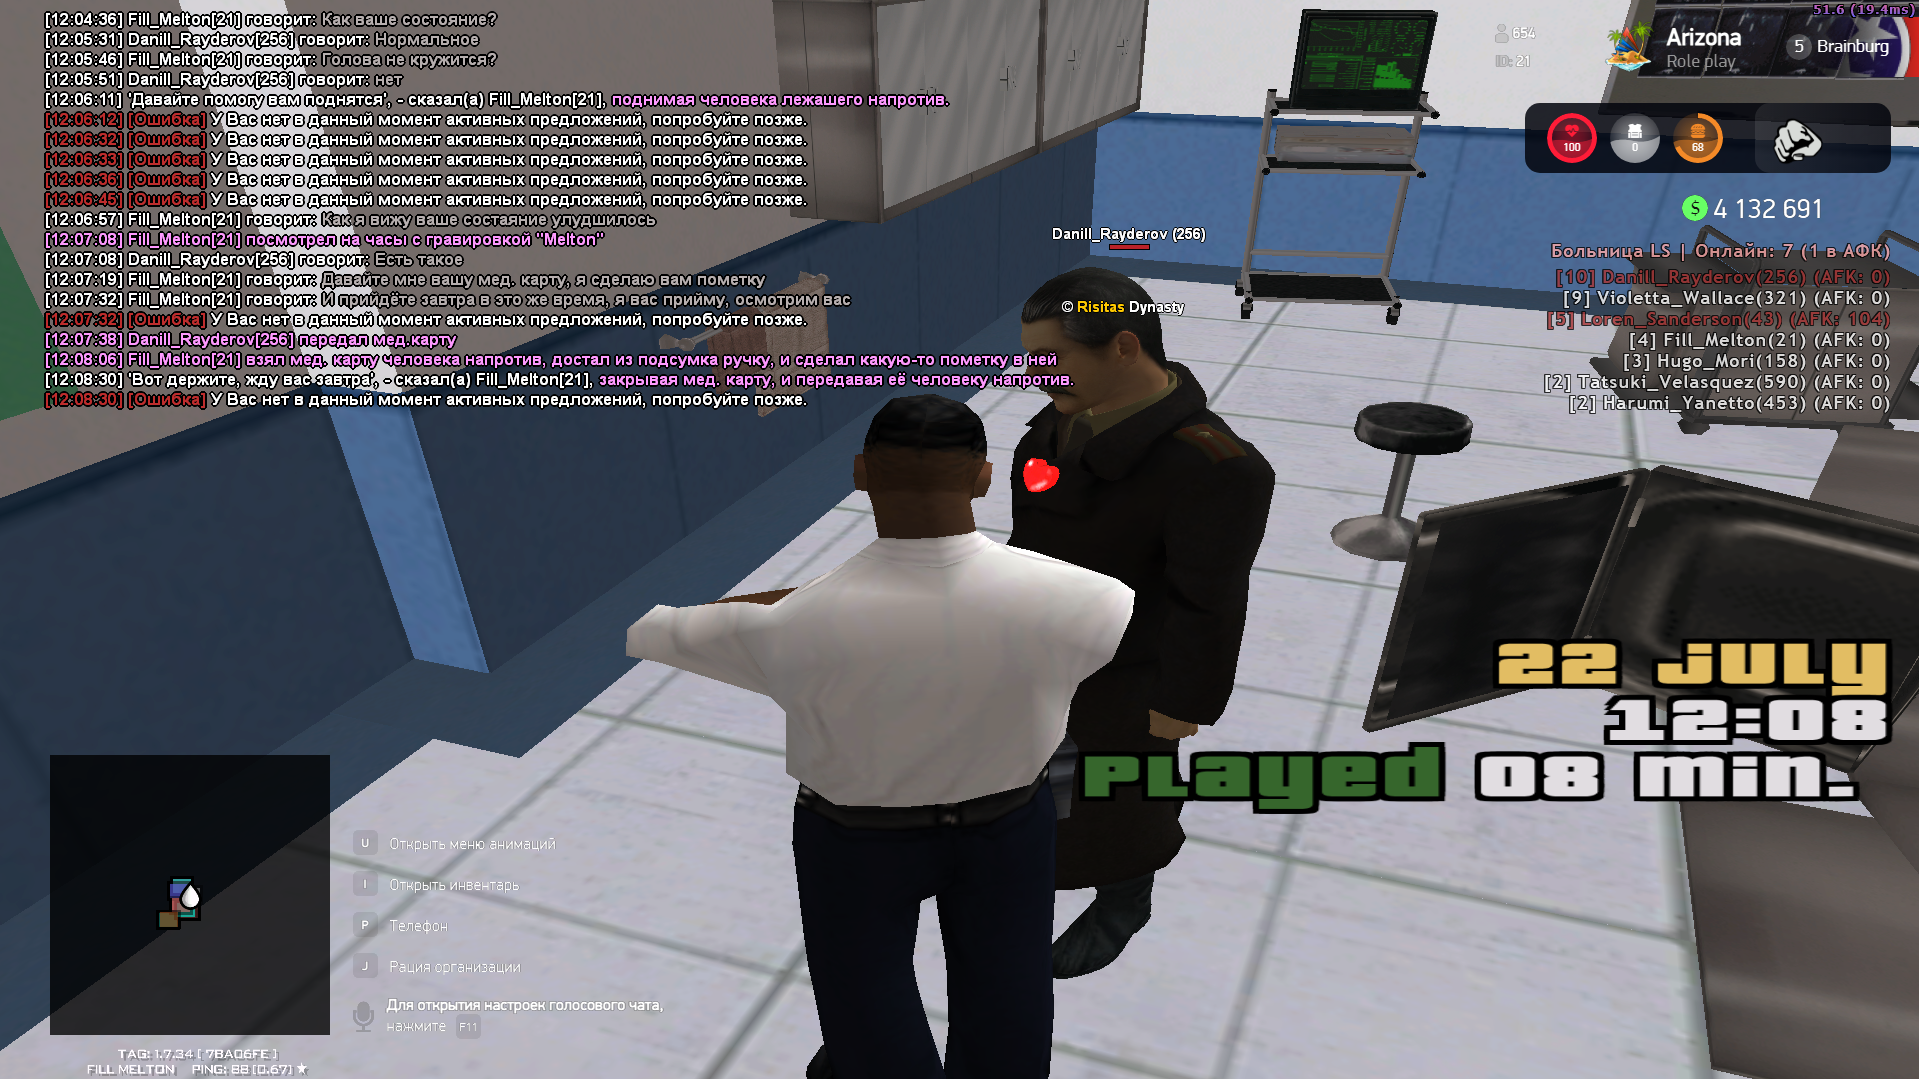 [12:04:36] Fill_Melton[21] говорит: Как ваше состояние?
[12:05:31] Danill_Rayderov[256] говорит: Нормальное
[12:05:46] Fill_Melton[21] говорит: Голова не кружится?
[12:05:51] Danill_Rayderov[256] говорит: нет
[12:06:11] 'Давайте помогу вам поднятся', - сказал(а) Fill_Melton[21], поднимая человека лежашего напротив.
[12:06:12] [Ошибка] У Вас нет в данный момент активных предложений, попробуйте позже.
[12:06:32] [Ошибка] У Вас нет в данный момент активных предложений, попробуйте позже.
[12:06:33] [Ошибка] У Вас нет в данный момент активных предложений, попробуйте позже.
[12:06:36] [Ошибка] У Вас нет в данный момент активных предложений, попробуйте позже.
[12:06:45] [Ошибка] У Вас нет в данный момент активных предложений, попробуйте позже.
[12:06:57] Fill_Melton[21] говорит: Как я вижу ваше состаяние улудшилось
[12:07:08] Fill_Melton[21] посмотрел на часы с гравировкой "Melton"
[12:07:08] Danill_Rayderov[256] говорит: Есть такое
[12:07:19] Fill_Melton[21] говорит: Давайте мне вашу мед. карту, я сделаю вам пометку
[12:07:32] Fill_Melton[21] говорит: И прийдёте завтра в это же время, я вас прийму, осмотрим вас
[12:07:32] [Ошибка] У Вас нет в данный момент активных предложений, попробуйте позже.
[12:07:38] Danill_Rayderov[256] передал мед.карту
[12:08:06] Fill_Melton[21] взял мед. карту человека напротив, достал из подсумка ручку, и сделал какую-то пометку в ней
[12:08:30] 'Вот держите, жду вас завтра', - сказал(а) Fill_Melton[21], закрывая мед. карту, и передавая её человеку напротив.
[12:08:30] [Ошибка] У Вас нет в данный момент активных предложений, попробуйте позже.
51.6 (19.4ms)
654
ID: 21
Arizona
Role play
5 Brainburg
100
0
68
$ 4 132 691
Больница LS | Онлайн: 7 (1 в АФК)
[10] Danill_Rayderov(256) (AFK: 0)
[9] Violetta_Wallace(321) (AFK: 0)
[5] Loren_Sanderson(43) (AFK: 104)
[4] Fill_Melton(21) (AFK: 0)
[3] Hugo_Mori(158) (AFK: 0)
[2] Tatsuki_Velasquez(590) (AFK: 0)
[2] Harumi_Yanetto(453) (AFK: 0)
Danill_Rayderov (256)
© Risitas Dynasty
22 July
12:08
Played 08 min.
U Открыть меню анимаций
I Открыть инвентарь
P Телефон
J Рация организации
Для открытия настроек голосового чата,
нажмите F11
TAG: 1.7.34 [ 7BA06FE ]
FILL MELTON PING: 88 [0.67] ★